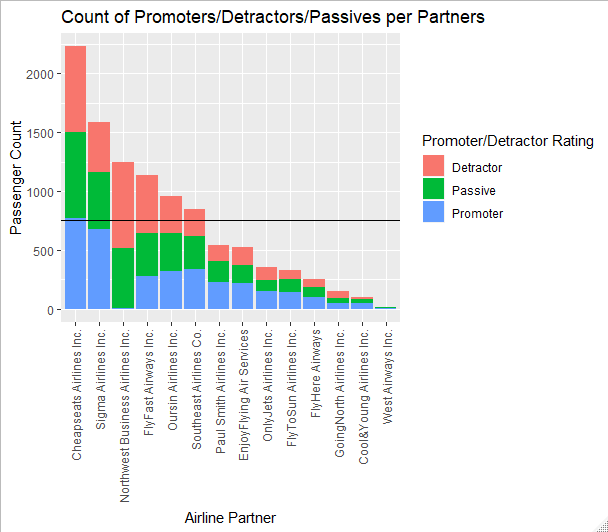 Count of Promoters/Detractors/Passives per Partners
Passenger Count
2000
1500
1000
500
0
Cheapseats Airlines Inc.
Sigma Airlines Inc.
Northwest Business Airlines Inc.
FlyFast Airways Inc.
Oursin Airlines Inc.
Southeast Airlines Co.
Paul Smith Airlines Inc.
EnjoyFlying Air Services
OnlyJets Airlines Inc.
FlyToSun Airlines Inc.
FlyHere Airways
GoingNorth Airlines Inc.
Cool&Young Airlines Inc.
West Airways Inc.
Airline Partner
Promoter/Detractor Rating
Detractor
Passive
Promoter